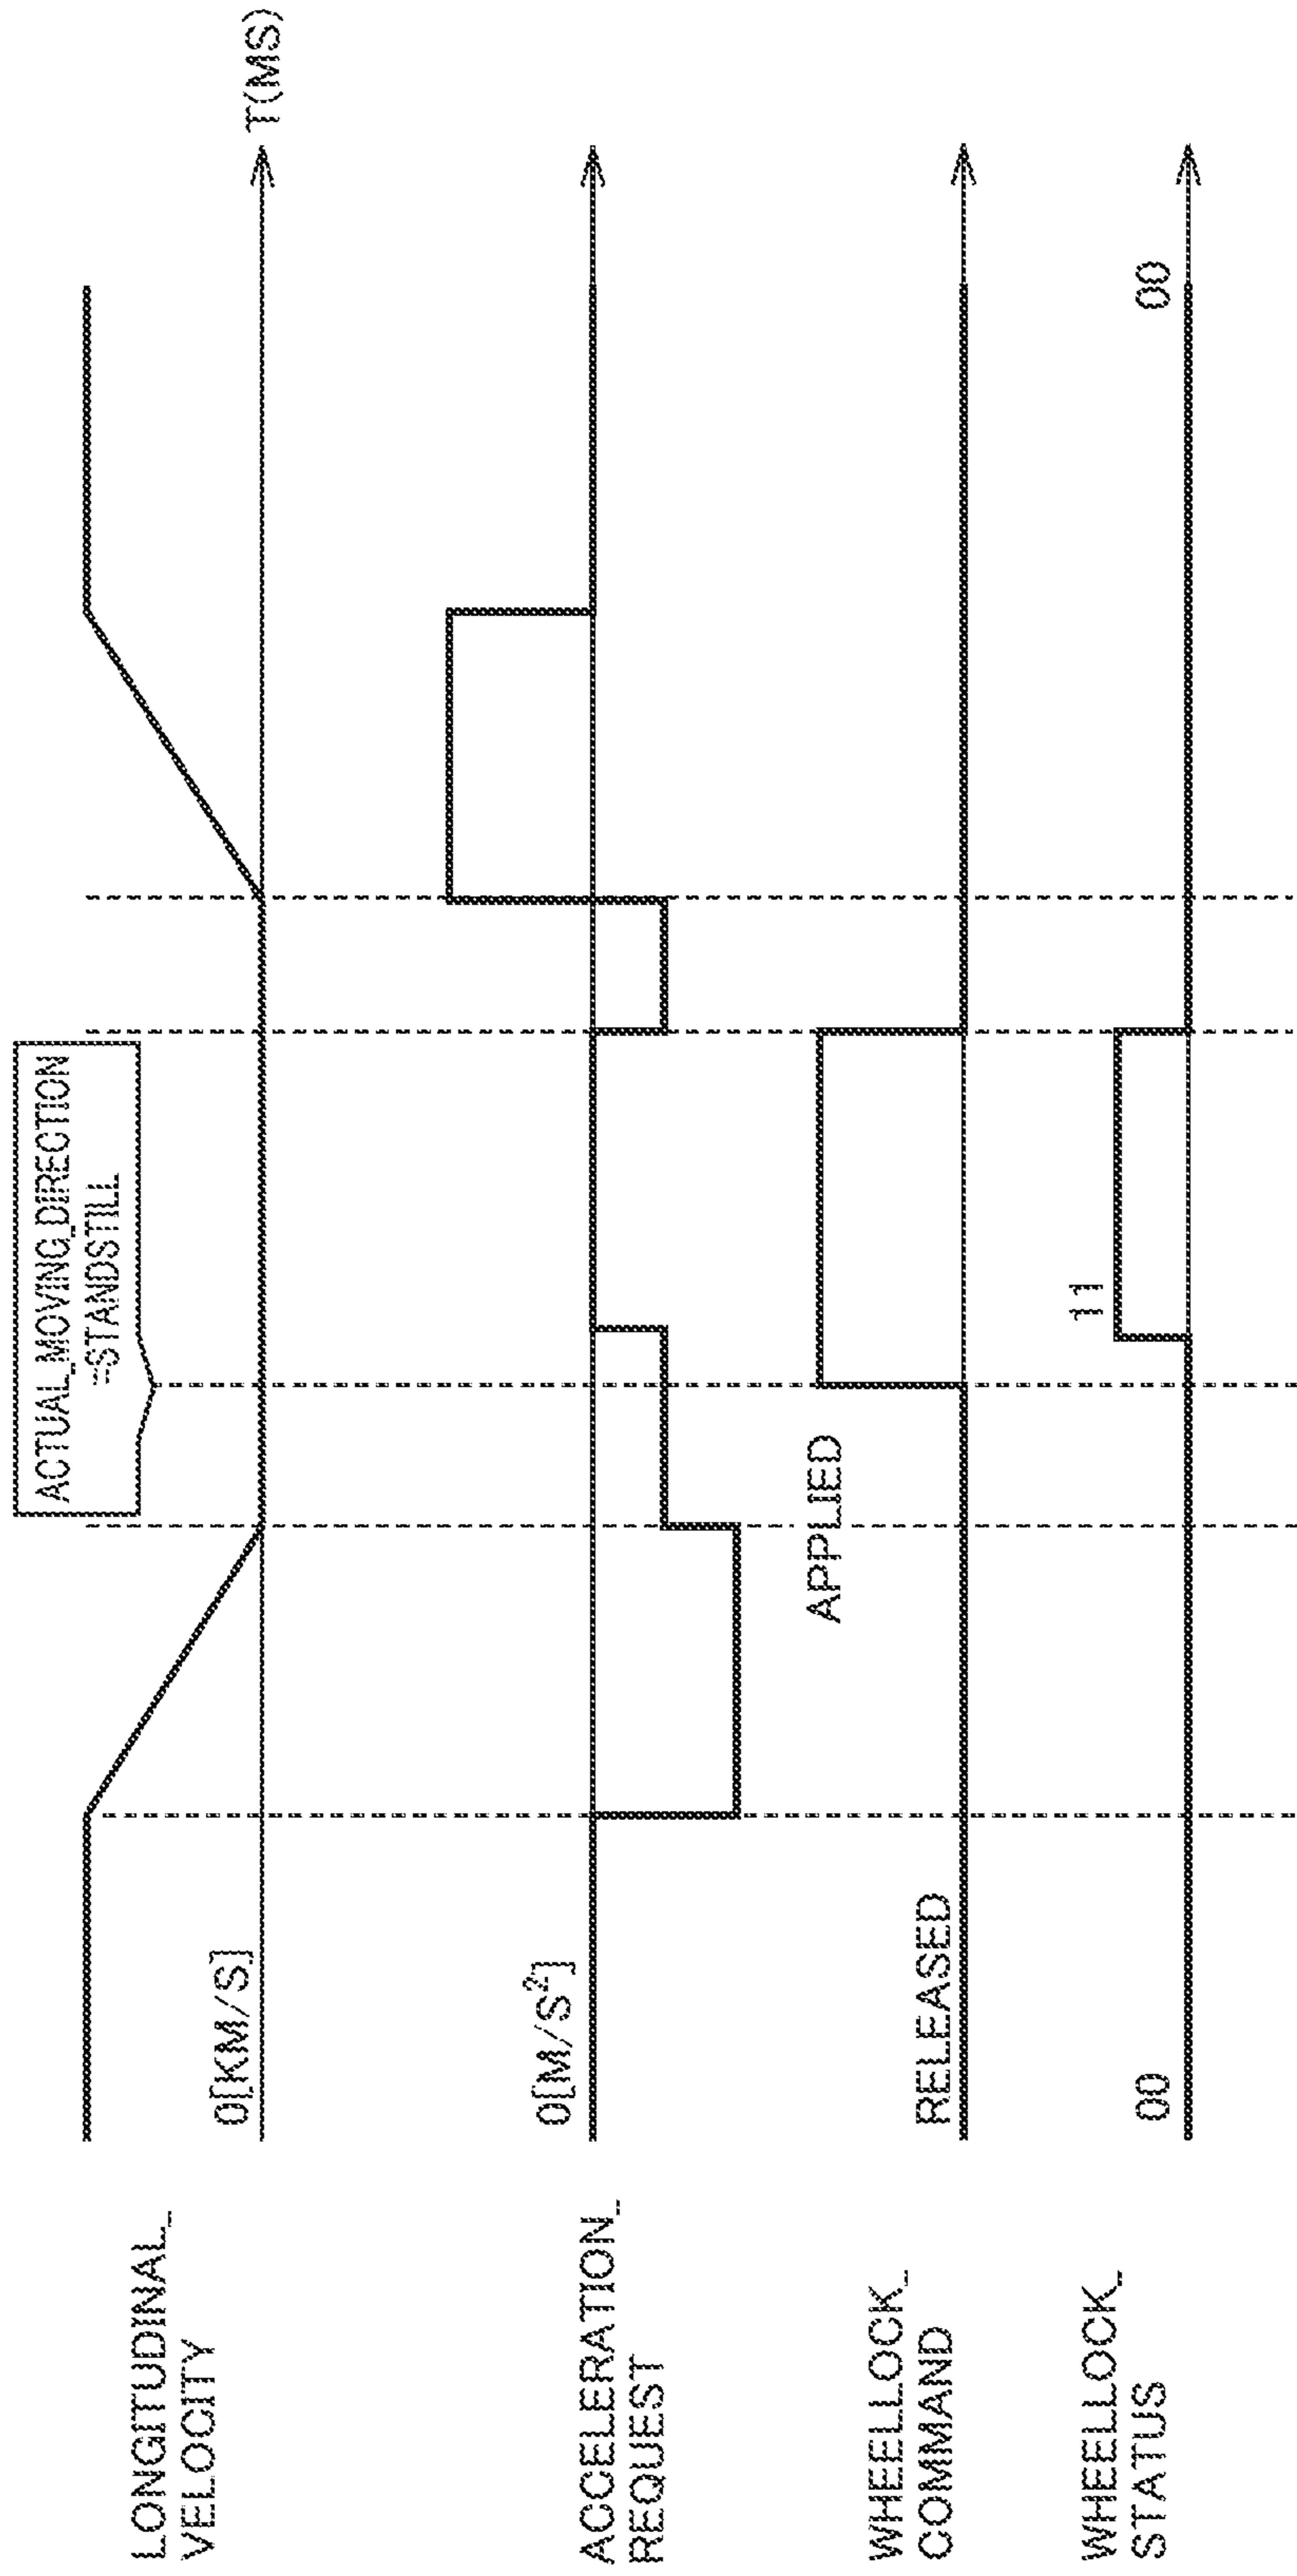 ACTUAL_MOVING_DIRECTION
=STANDSTILL
T(MS)
LONGITUDINAL_
VELOCITY
0[KM/S]
ACCELERATION_
REQUEST
0[M/S²]
APPLIED
WHEELLOCK_
COMMAND
RELEASED
11
WHEELLOCK_
STATUS
00
00